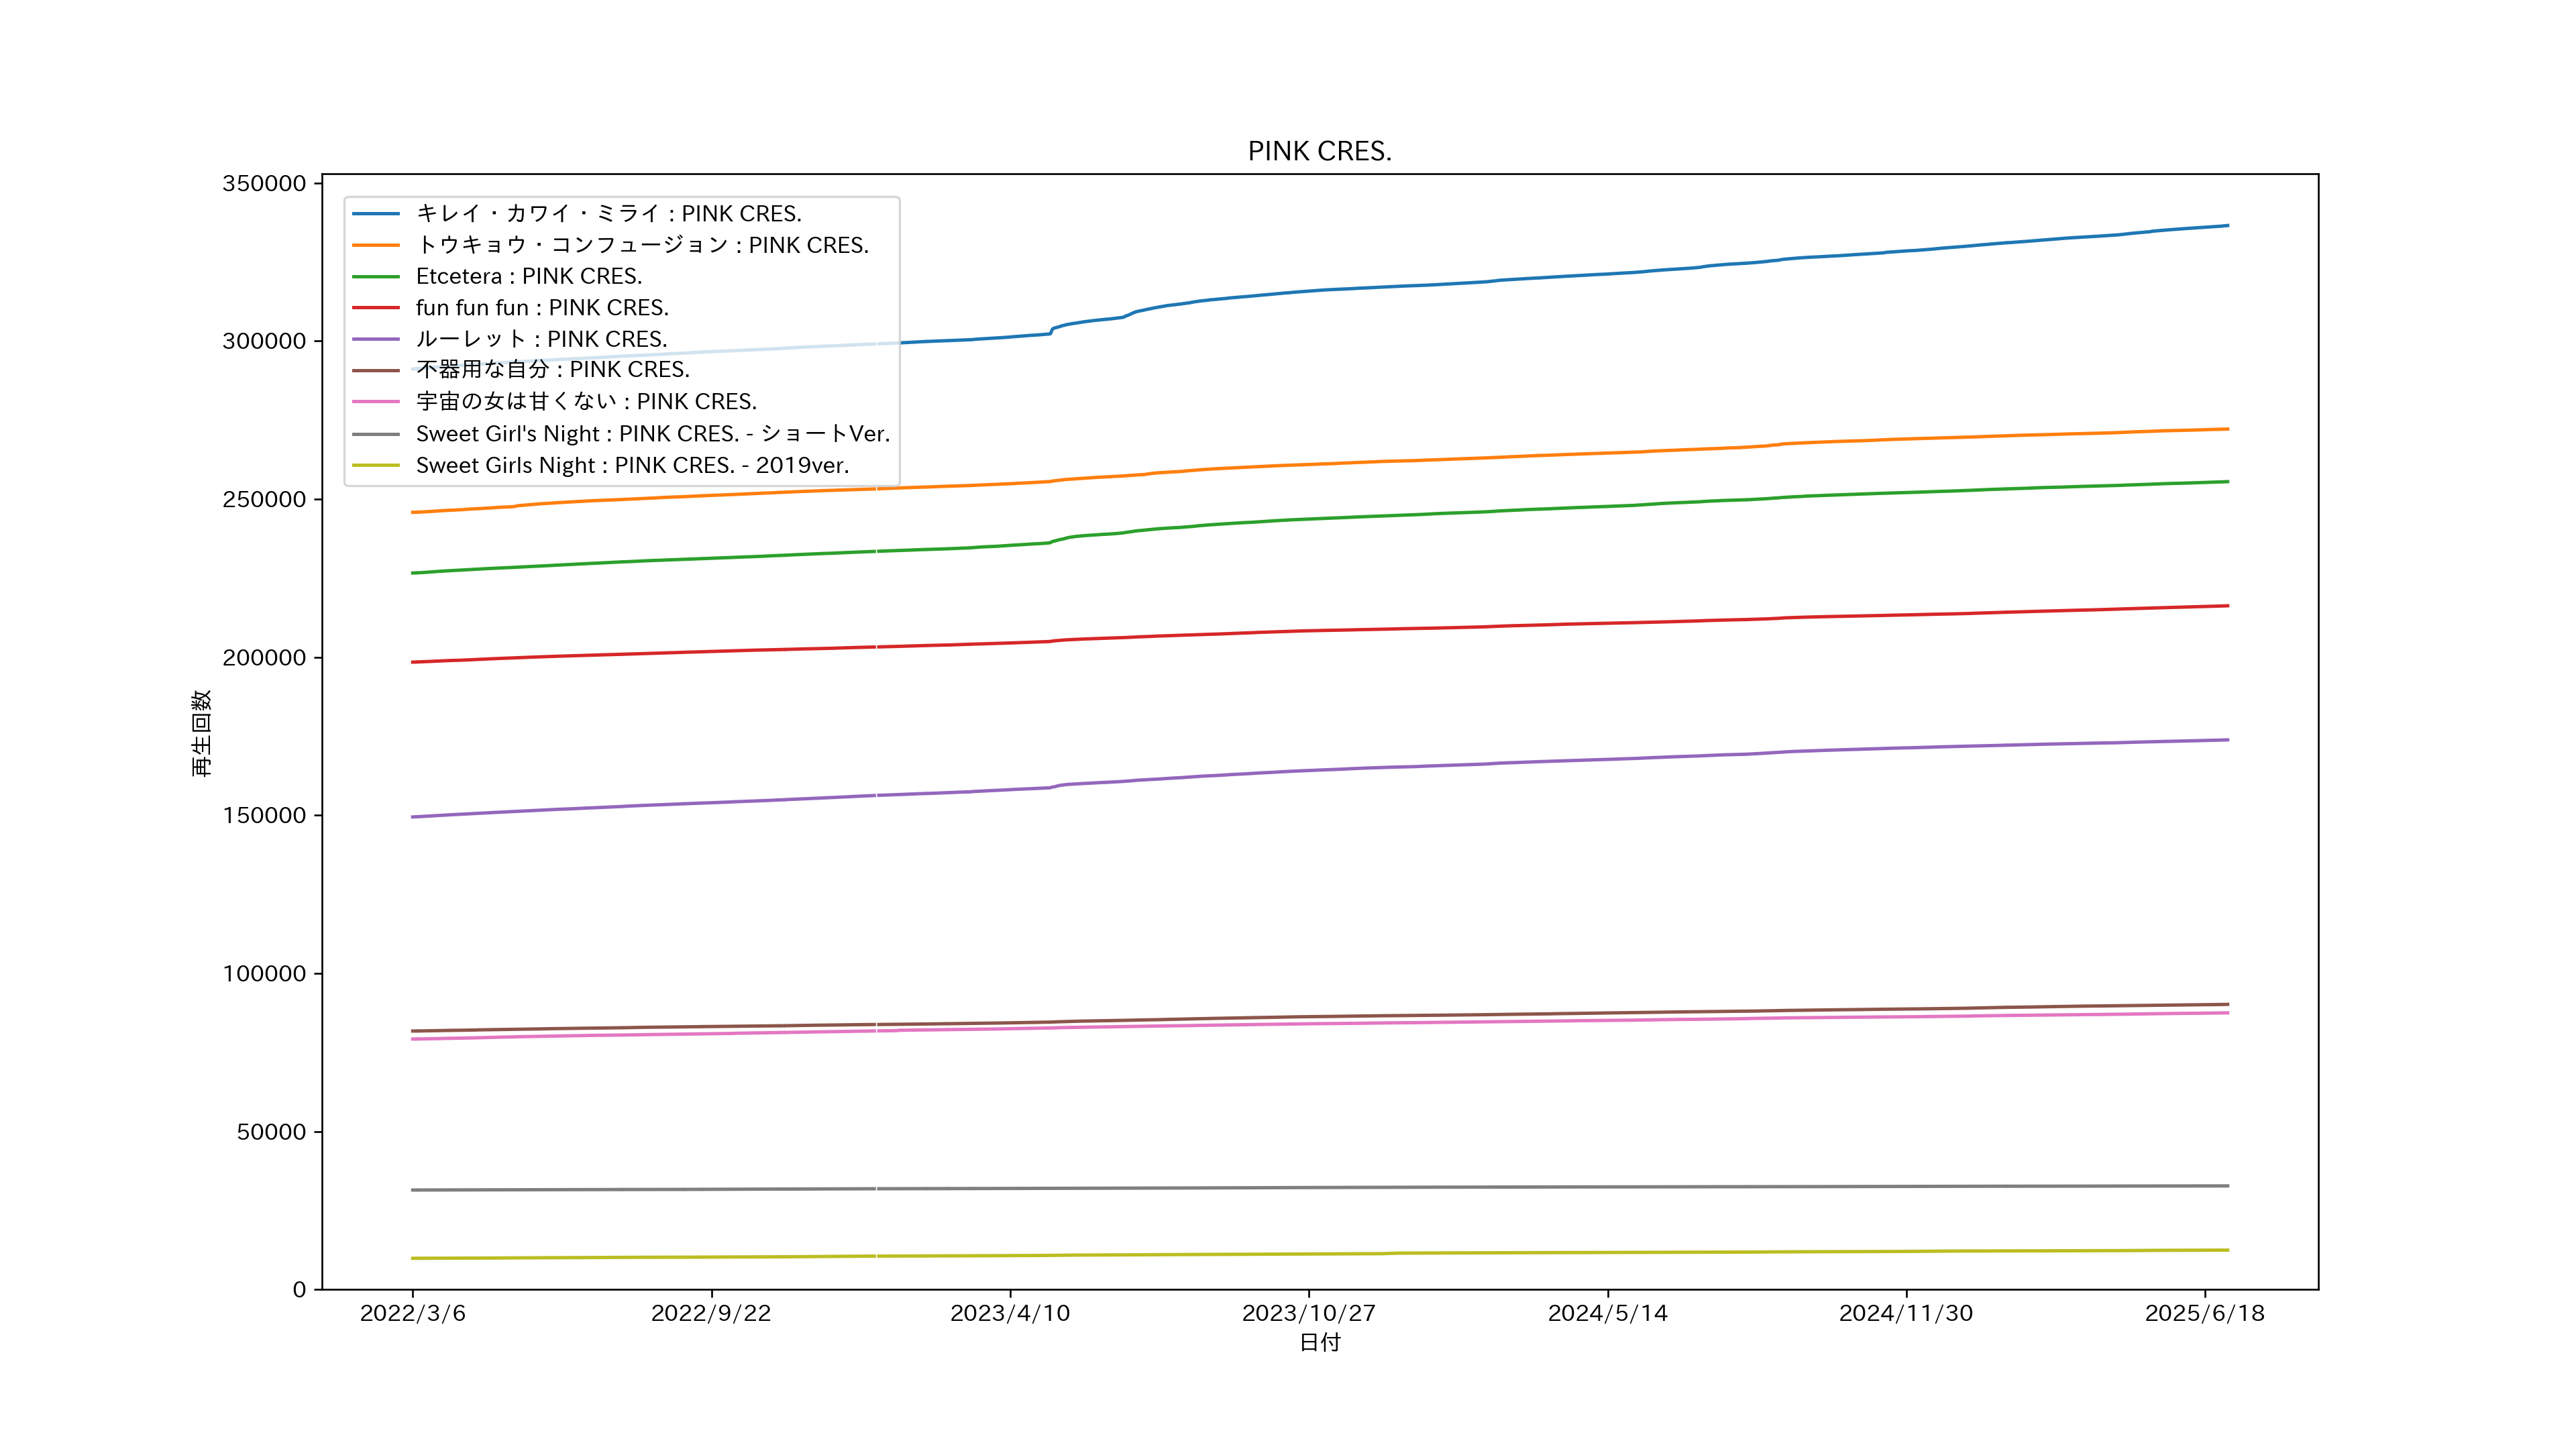 PINK CRES.
350000
300000
250000
200000
150000
100000
50000
0
再生回数
キレイ・カワイ・ミライ : PINK CRES.
トウキョウ・コンフュージョン : PINK CRES.
Etcetera : PINK CRES.
fun fun fun : PINK CRES.
ルーレット : PINK CRES.
不器用な自分 : PINK CRES.
宇宙の女は甘くない : PINK CRES.
Sweet Girl's Night : PINK CRES. - ショートVer.
Sweet Girls Night : PINK CRES. - 2019ver.
2022/3/6 2022/9/22 2023/4/10 2023/10/27 2024/5/14 2024/11/30 2025/6/18
日付